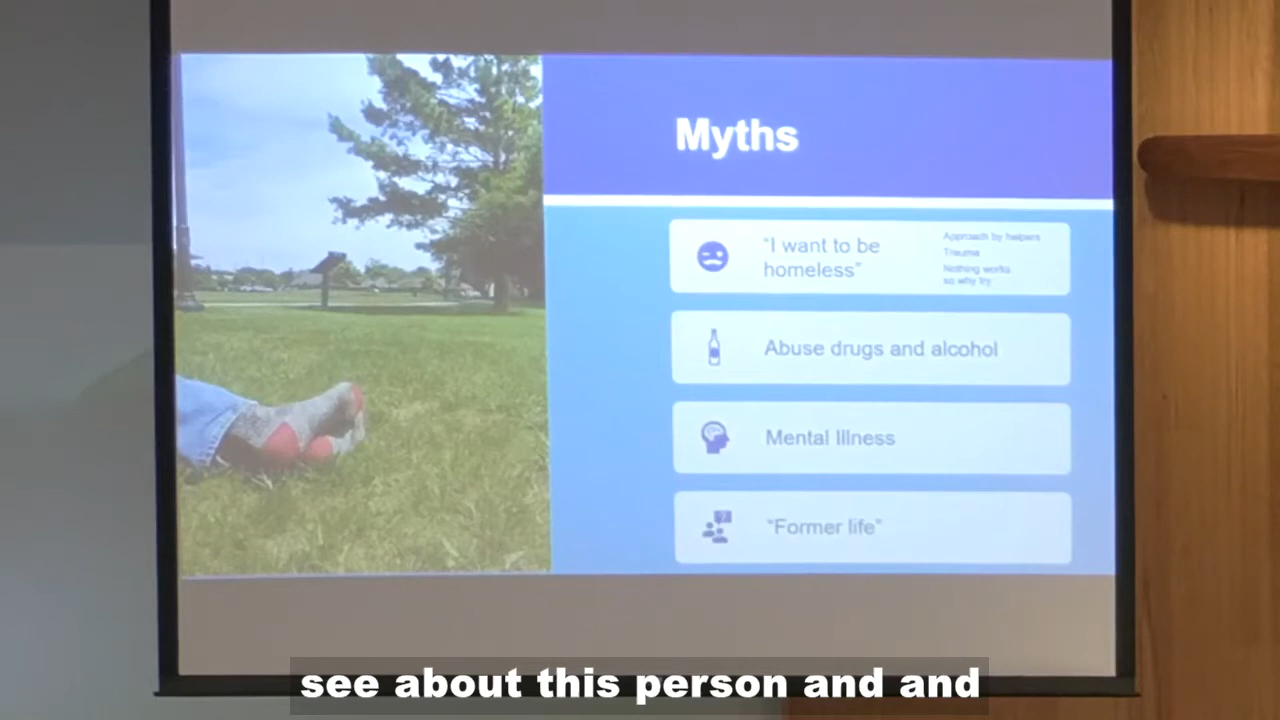 Myths
“I want to be
homeless”
Approach by helpers
Trauma
Nothing works
so why try
Abuse drugs and alcohol
Mental Illness
“Former life”
?
see about this person and and